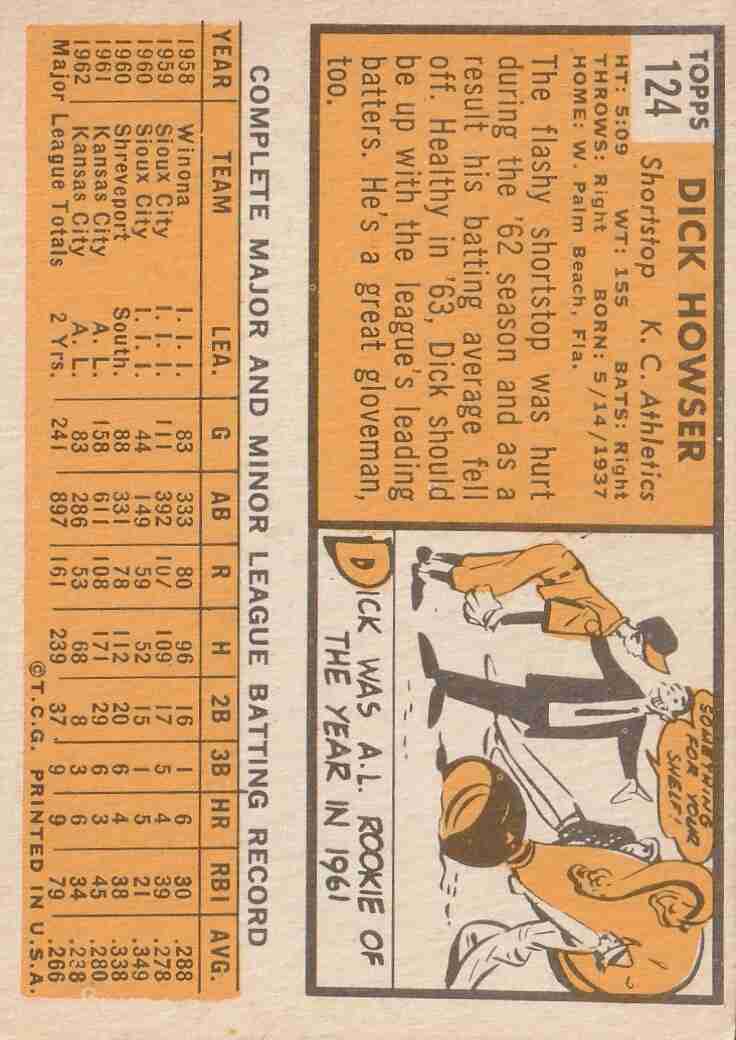 TOPPS
124
DICK HOWSER
Shortstop K. C. Athletics
HT: 5:09 WT: 155 BATS: Right
THROWS: Right BORN: 5/14/1937
HOME: W. Palm Beach, Fla.
The flashy shortstop was hurt
during the '62 season and as a
result his batting average fell
off. Healthy in '63, Dick should
be up with the league's leading
batters. He's a great gloveman,
too.
SOMETHING
FOR YOUR
SHELF!
DICK WAS A.L. ROOKIE OF
THE YEAR IN 1961
COMPLETE MAJOR AND MINOR LEAGUE BATTING RECORD
YEAR TEAM LEA. G AB R H 2B 3B HR RBI AVG.
1958 Winona I. I. I. 83 333 80 96 16 1 6 30 .288
1959 Sioux City I. I. I. 111 392 107 109 17 5 4 39 .278
1960 Sioux City I. I. I. 44 149 59 52 15 1 5 21 .349
1960 Shreveport South. 88 331 78 112 20 6 4 38 .338
1961 Kansas City A. L. 158 611 108 171 29 6 3 45 .280
1962 Kansas City A. L. 83 286 53 68 8 3 6 34 .238
Major League Totals 2 Yrs. 241 897 161 239 37 9 9 79 .266
©T.C.G. PRINTED IN U.S.A.